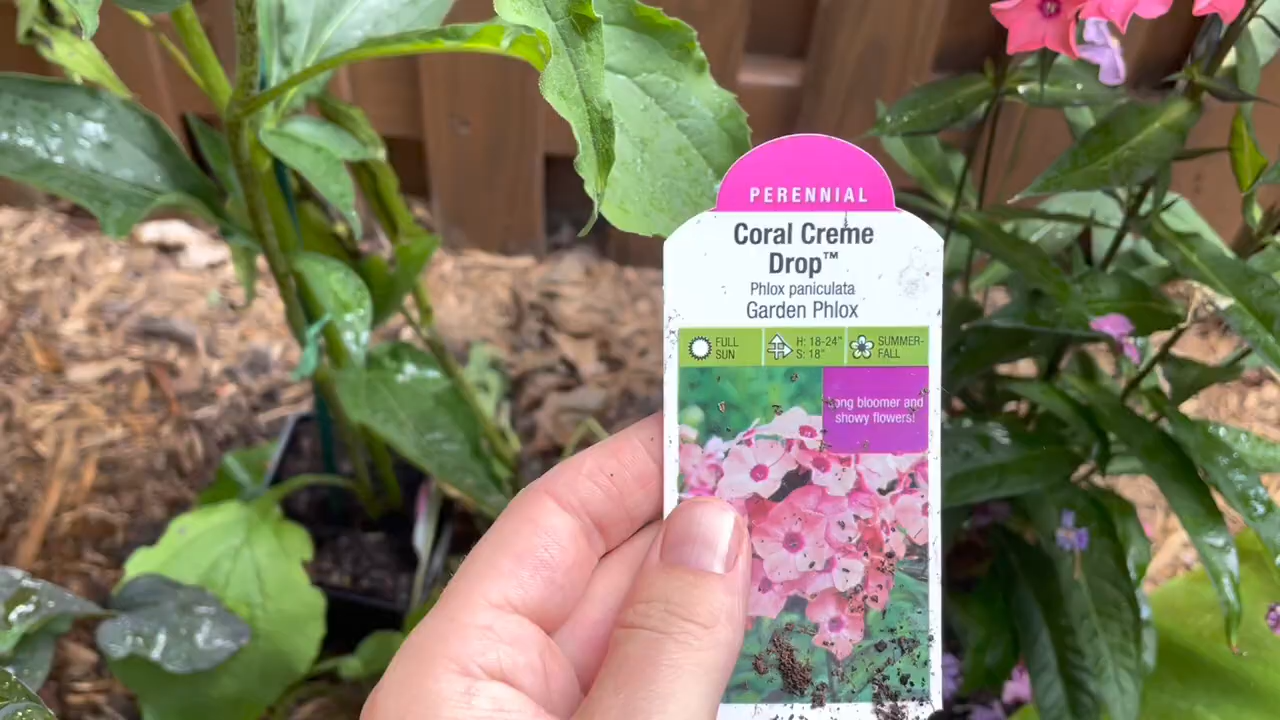 PERENNIAL
Coral Creme
Drop™
Phlox paniculata
Garden Phlox
FULL
SUN
H: 18-24"
S: 18"
SUMMER-
FALL
Long bloomer and
showy flowers!